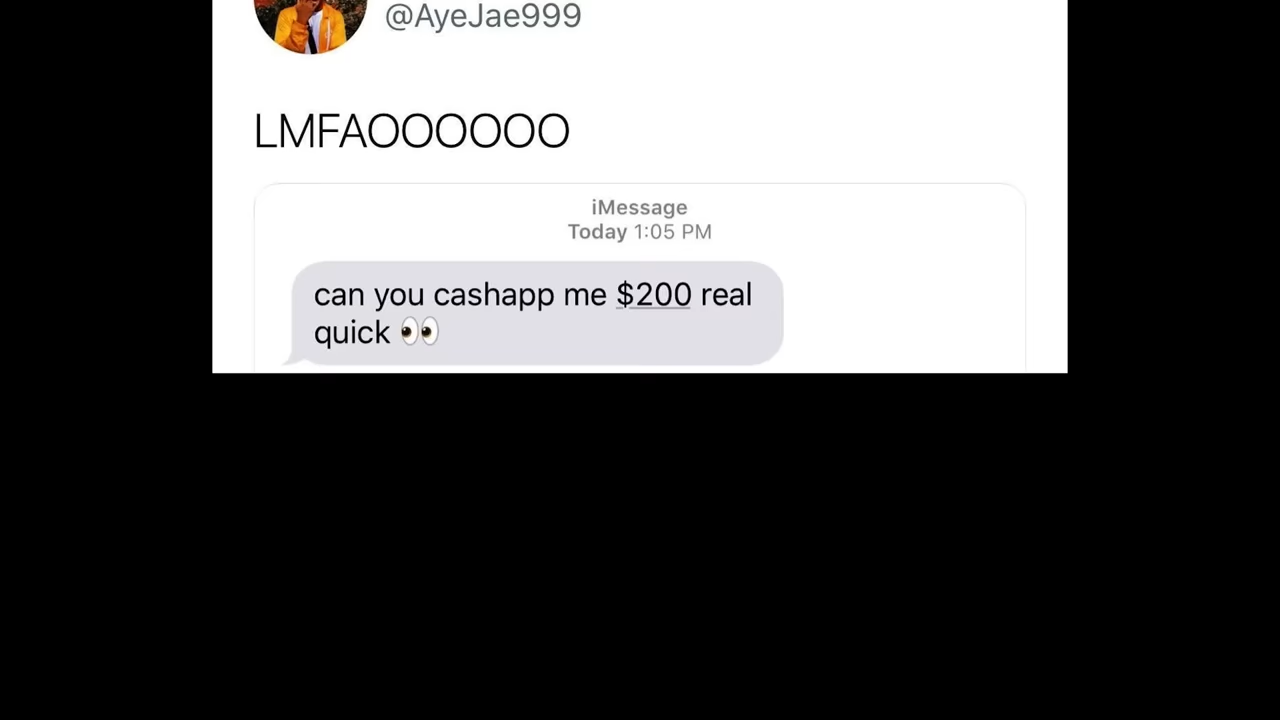 @AyeJae999
LMFAOOOOOO
iMessage
Today 1:05 PM
can you cashapp me $200 real
quick 👀